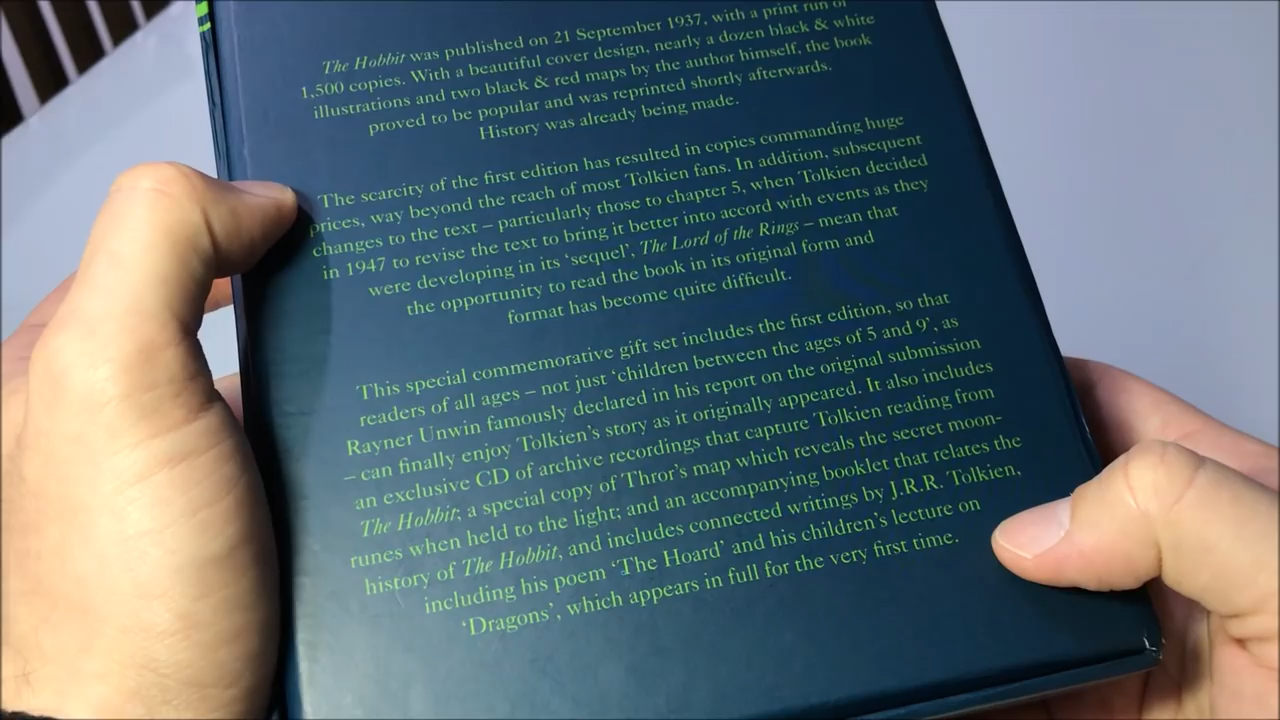 The Hobbit was published on 21 September 1937, with a print run of
1,500 copies. With a beautiful cover design, nearly a dozen black & white
illustrations and two black & red maps by the author himself, the book
proved to be popular and was reprinted shortly afterwards.
History was already being made.
The scarcity of the first edition has resulted in copies commanding huge
prices, way beyond the reach of most Tolkien fans. In addition, subsequent
changes to the text – particularly those to chapter 5, when Tolkien decided
in 1947 to revise the text to bring it better into accord with events as they
were developing in its ‘sequel’, The Lord of the Rings – mean that
the opportunity to read the book in its original form and
format has become quite difficult.
This special commemorative gift set includes the first edition, so that
readers of all ages – not just ‘children between the ages of 5 and 9’, as
Rayner Unwin famously declared in his report on the original submission
– can finally enjoy Tolkien’s story as it originally appeared. It also includes
an exclusive CD of archive recordings that capture Tolkien reading from
The Hobbit; a special copy of Thror’s map which reveals the secret moon-
runes when held to the light; and an accompanying booklet that relates the
history of The Hobbit, and includes connected writings by J.R.R. Tolkien,
including his poem ‘The Hoard’ and his children’s lecture on
‘Dragons’, which appears in full for the very first time.